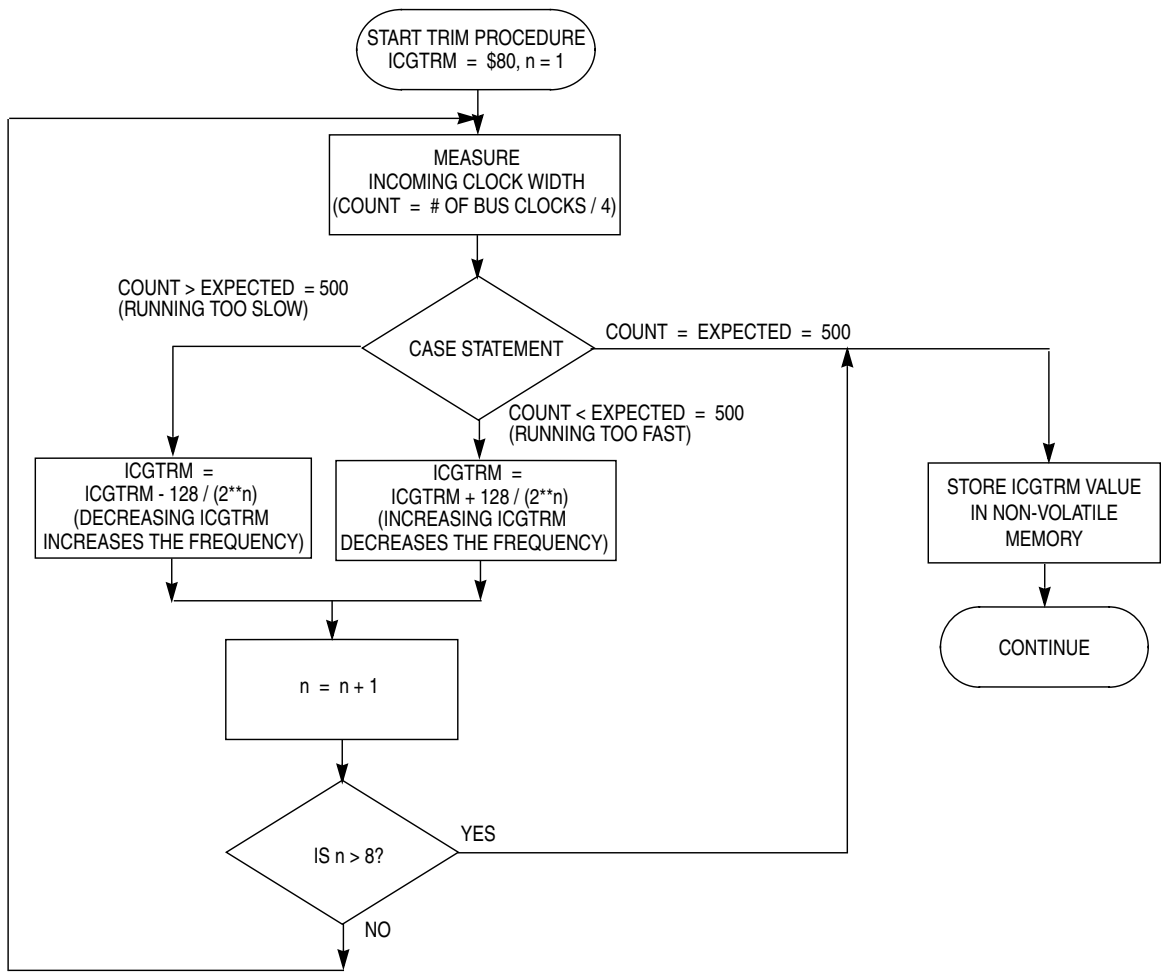 START TRIM PROCEDURE
ICGTRM = $80, n = 1
MEASURE
INCOMING CLOCK WIDTH
(COUNT = # OF BUS CLOCKS / 4)
COUNT > EXPECTED = 500
(RUNNING TOO SLOW)
CASE STATEMENT
COUNT = EXPECTED = 500
COUNT < EXPECTED = 500
(RUNNING TOO FAST)
ICGTRM =
ICGTRM - 128 / (2**n)
(DECREASING ICGTRM
INCREASES THE FREQUENCY)
ICGTRM =
ICGTRM + 128 / (2**n)
(INCREASING ICGTRM
DECREASES THE FREQUENCY)
STORE ICGTRM VALUE
IN NON-VOLATILE
MEMORY
CONTINUE
n = n + 1
IS n > 8?
YES
NO